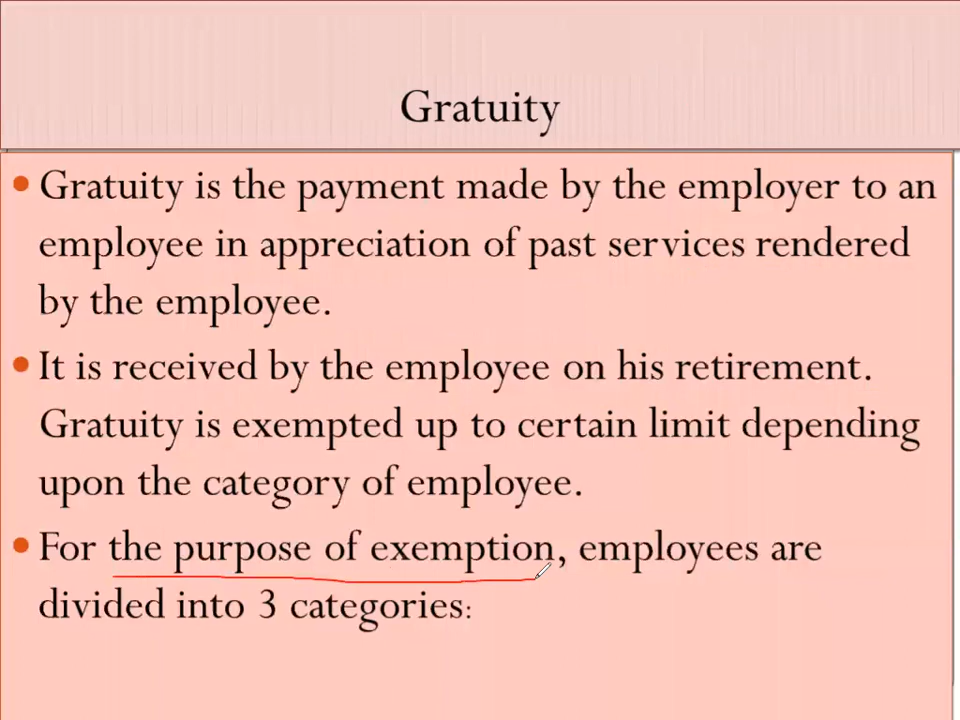 Gratuity
Gratuity is the payment made by the employer to an
employee in appreciation of past services rendered
by the employee.
It is received by the employee on his retirement.
Gratuity is exempted up to certain limit depending
upon the category of employee.
For the purpose of exemption, employees are
divided into 3 categories: